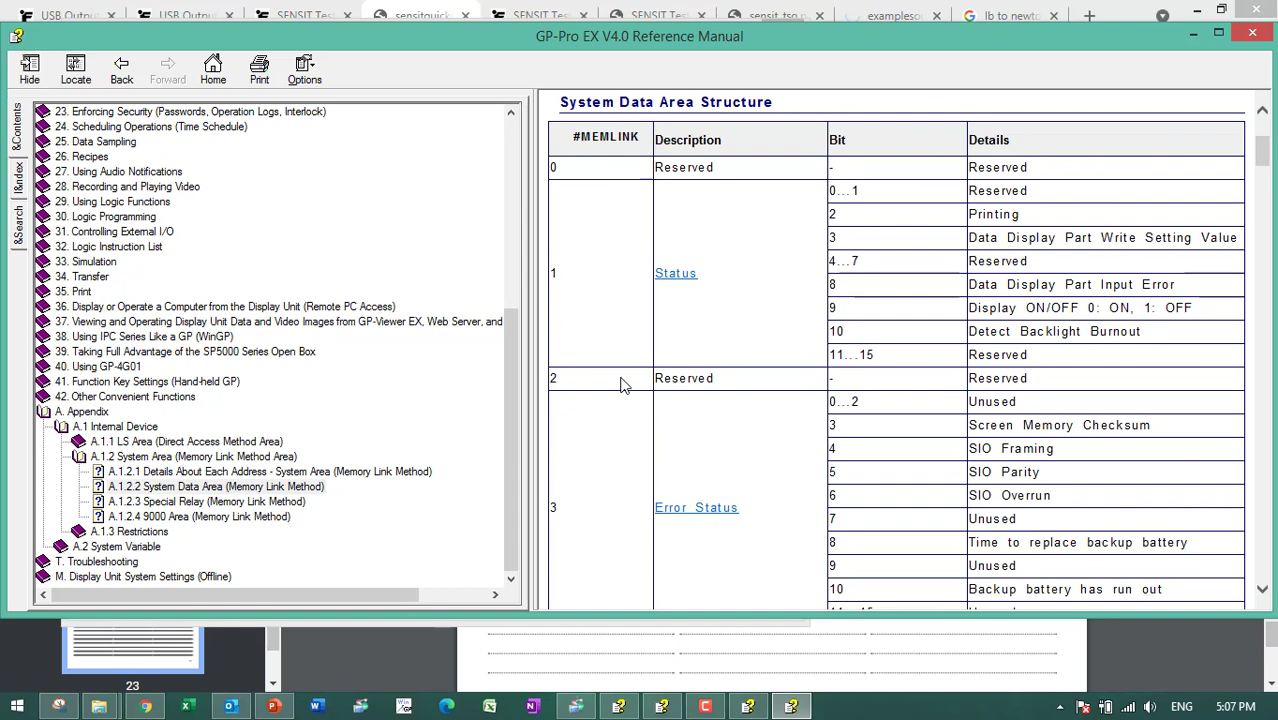 USB Output
USB Outpu
SENSIT Test
sensitquick
SENSIT Test
SENSIT Test
sensit_tsg.p
exampleso
lb to newto
GP-Pro EX V4.0 Reference Manual
Hide
Locate
Back
Forward
Home
Print
Options
&Contents
I&ndex
&Search
23. Enforcing Security (Passwords, Operation Logs, Interlock)
24. Scheduling Operations (Time Schedule)
25. Data Sampling
26. Recipes
27. Using Audio Notifications
28. Recording and Playing Video
29. Using Logic Functions
30. Logic Programming
31. Controlling External I/O
32. Logic Instruction List
33. Simulation
34. Transfer
35. Print
36. Display or Operate a Computer from the Display Unit (Remote PC Access)
37. Viewing and Operating Display Unit Data and Video Images from GP-Viewer EX, Web Server, and
38. Using IPC Series Like a GP (WinGP)
39. Taking Full Advantage of the SP5000 Series Open Box
40. Using GP-4G01
41. Function Key Settings (Hand-held GP)
42. Other Convenient Functions
A. Appendix
A.1 Internal Device
A.1.1 LS Area (Direct Access Method Area)
A.1.2 System Area (Memory Link Method Area)
A.1.2.1 Details About Each Address - System Area (Memory Link Method)
A.1.2.2 System Data Area (Memory Link Method)
A.1.2.3 Special Relay (Memory Link Method)
A.1.2.4 9000 Area (Memory Link Method)
A.1.3 Restrictions
A.2 System Variable
T. Troubleshooting
M. Display Unit System Settings (Offline)
System Data Area Structure
#MEMLINK Description Bit Details
0 Reserved - Reserved
0...1 Reserved
2 Printing
3 Data Display Part Write Setting Value
1 Status 4...7 Reserved
8 Data Display Part Input Error
9 Display ON/OFF 0: ON, 1: OFF
10 Detect Backlight Burnout
11...15 Reserved
2 Reserved - Reserved
0...2 Unused
3 Screen Memory Checksum
4 SIO Framing
5 SIO Parity
6 SIO Overrun
3 Error Status 7 Unused
8 Time to replace backup battery
9 Unused
10 Backup battery has run out
23
5:07 PM